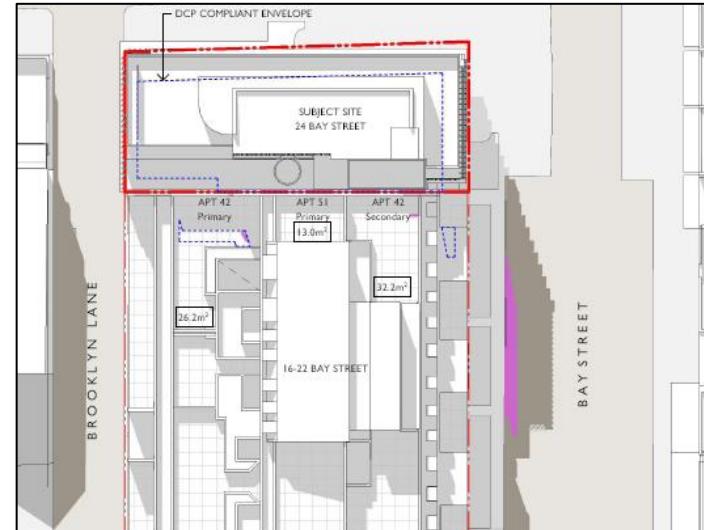 DCP COMPLIANT ENVELOPE
SUBJECT SITE
24 BAY STREET
APT 42
Primary
APT 51
Primary
APT 42
Secondary
13.0m²
26.2m²
32.2m²
16-22 BAY STREET
BROOKLYN LANE
BAY STREET